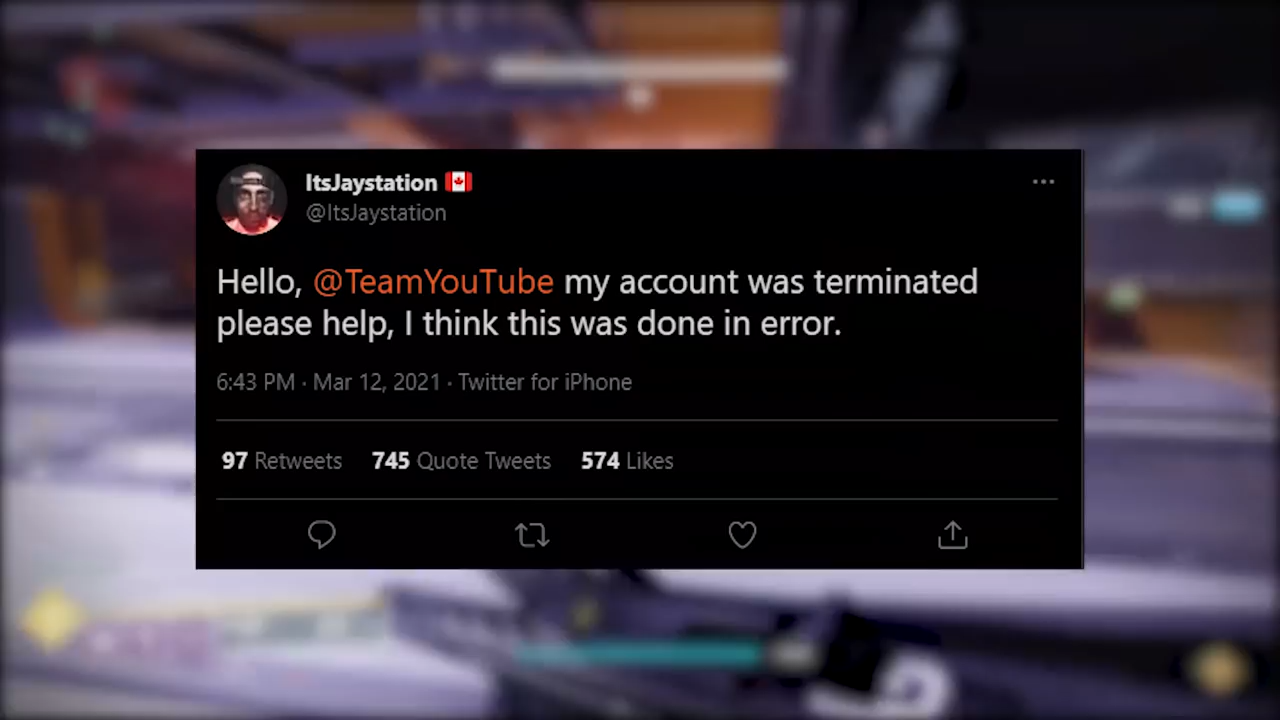 ItsJaystation 🇨🇦
@ItsJaystation
Hello, @TeamYouTube my account was terminated
please help, I think this was done in error.
6:43 PM · Mar 12, 2021 · Twitter for iPhone
97 Retweets 745 Quote Tweets 574 Likes